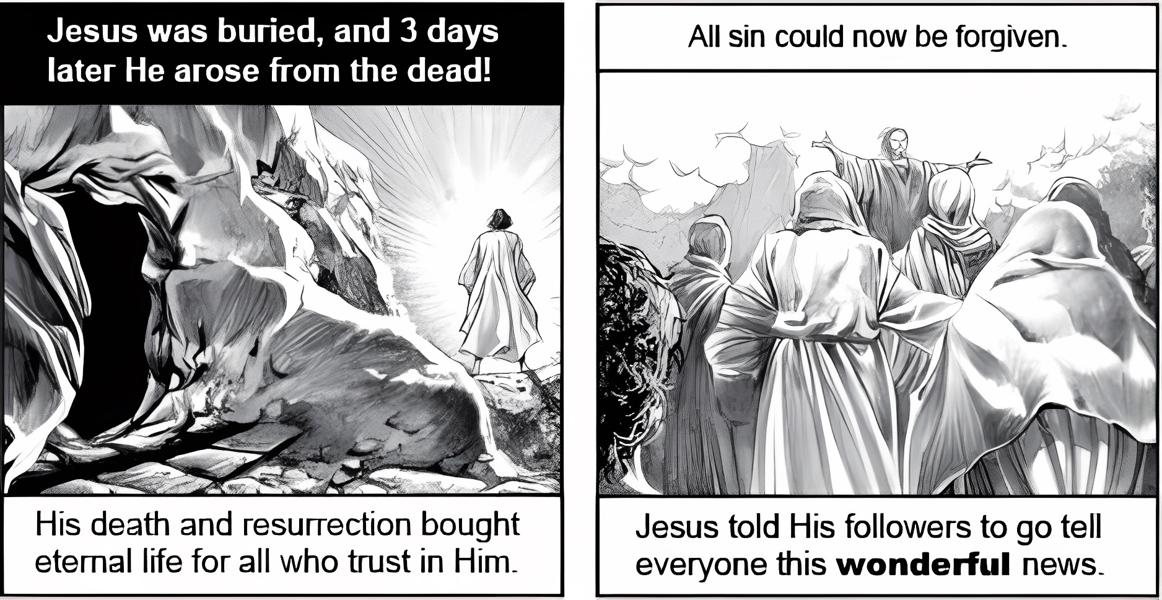 Jesus was buried, and 3 days
later He arose from the dead!
His death and resurrection bought
eternal life for all who trust in Him.
All sin could now be forgiven.
Jesus told His followers to go tell
everyone this wonderful news.